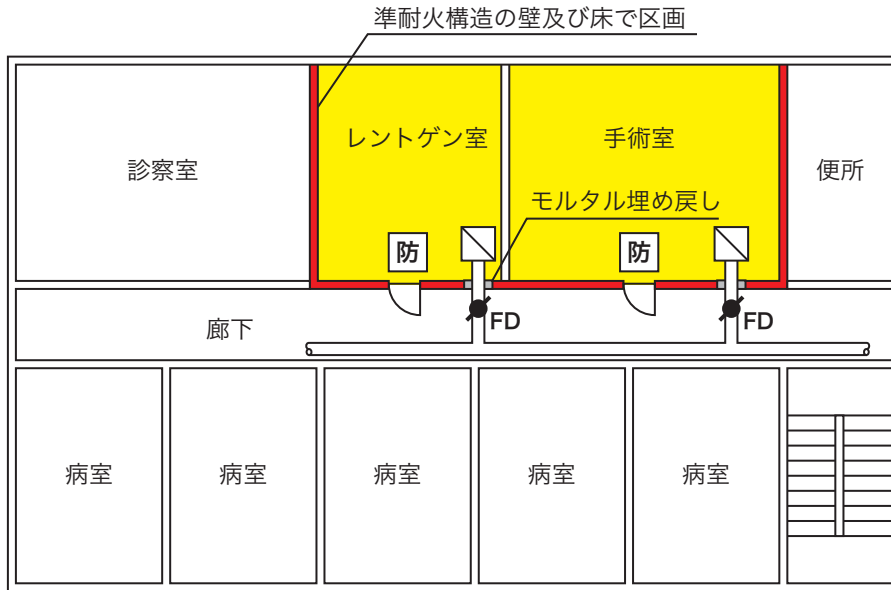 準耐火構造の壁及び床で区画
診察室
レントゲン室
手術室
便所
モルタル埋め戻し
防
防
FD
FD
廊下
病室
病室
病室
病室
病室